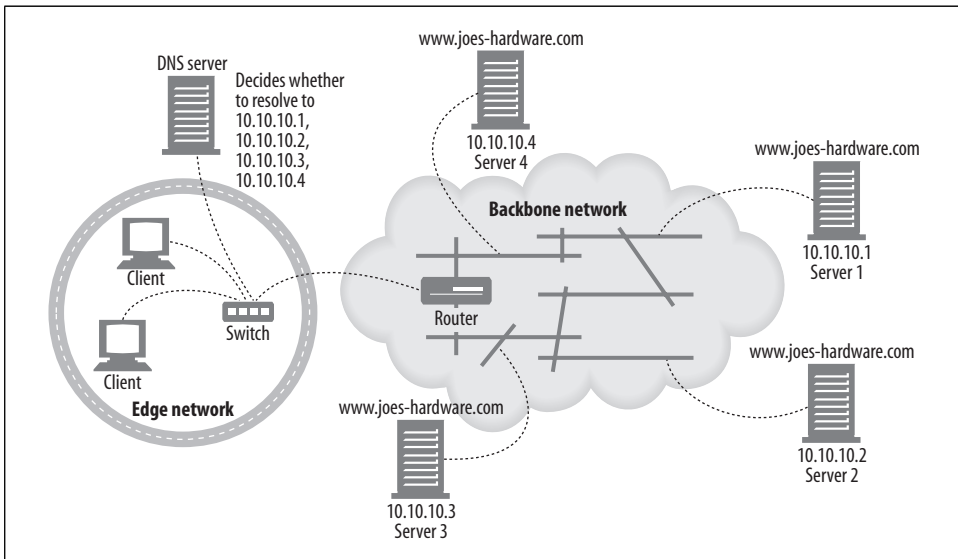 DNS server
Decides whether
to resolve to
10.10.10.1,
10.10.10.2,
10.10.10.3,
10.10.10.4
www.joes-hardware.com
10.10.10.4
Server 4
www.joes-hardware.com
10.10.10.1
Server 1
Backbone network
Client
Switch
Client
Edge network
Router
www.joes-hardware.com
10.10.10.3
Server 3
www.joes-hardware.com
10.10.10.2
Server 2